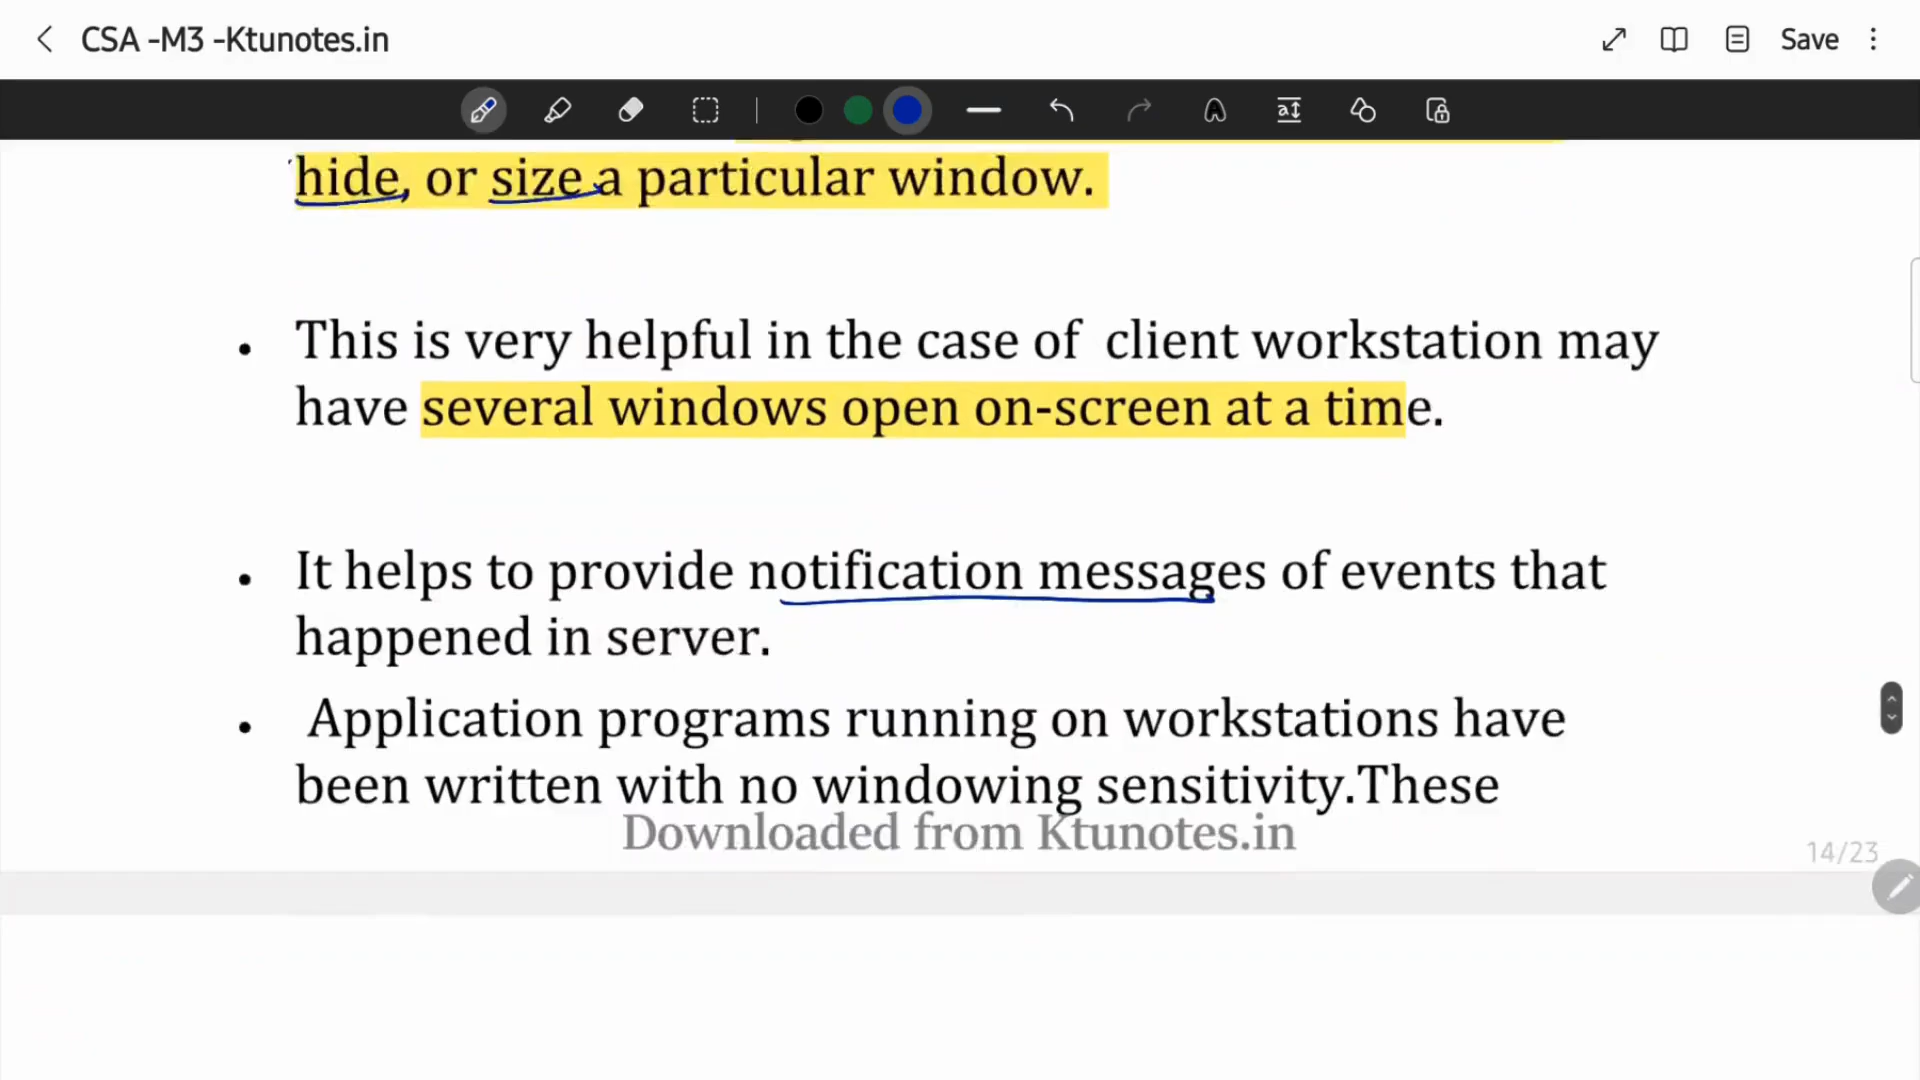 CSA -M3 -Ktunotes.in
Save
hide, or size a particular window.
• This is very helpful in the case of client workstation may
have several windows open on-screen at a time.
• It helps to provide notification messages of events that
happened in server.
• Application programs running on workstations have
been written with no windowing sensitivity.These
Downloaded from Ktunotes.in
14/23